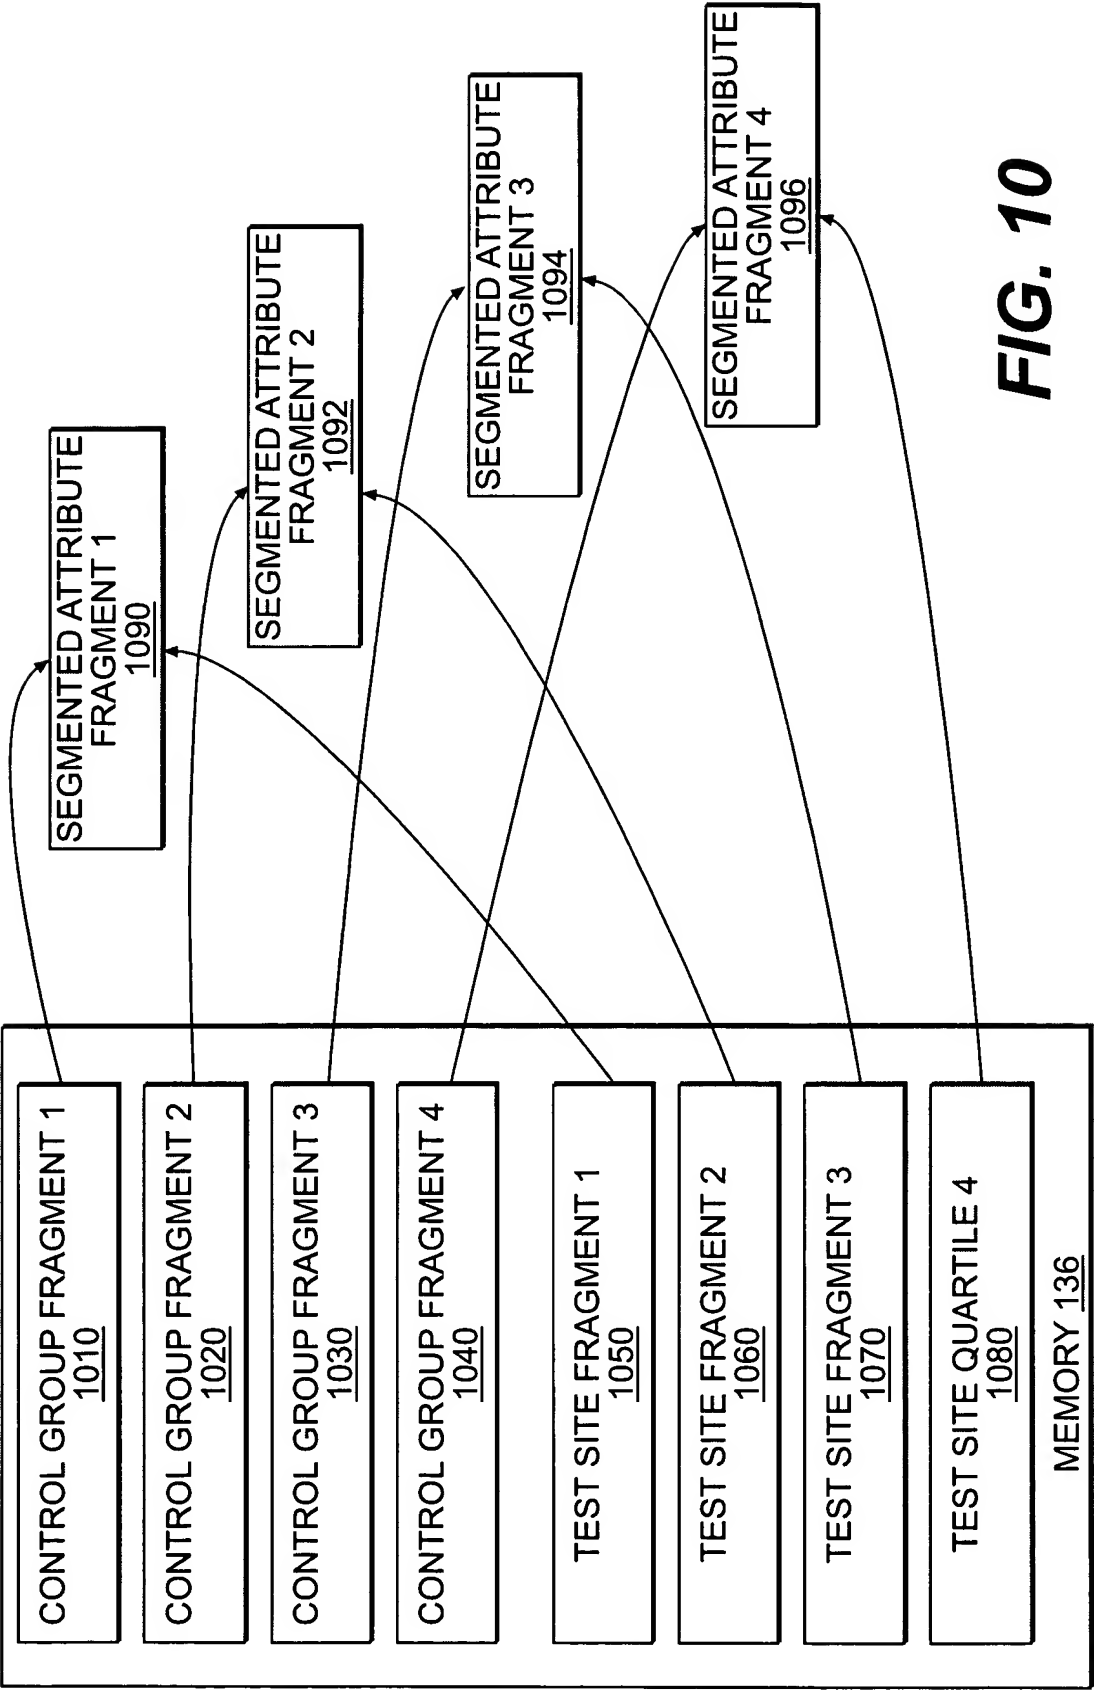 CONTROL GROUP FRAGMENT 1
1010
CONTROL GROUP FRAGMENT 2
1020
CONTROL GROUP FRAGMENT 3
1030
CONTROL GROUP FRAGMENT 4
1040
TEST SITE FRAGMENT 1
1050
TEST SITE FRAGMENT 2
1060
TEST SITE FRAGMENT 3
1070
TEST SITE QUARTILE 4
1080
MEMORY 136
SEGMENTED ATTRIBUTE
FRAGMENT 1
1090
SEGMENTED ATTRIBUTE
FRAGMENT 2
1092
SEGMENTED ATTRIBUTE
FRAGMENT 3
1094
SEGMENTED ATTRIBUTE
FRAGMENT 4
1096
FIG. 10